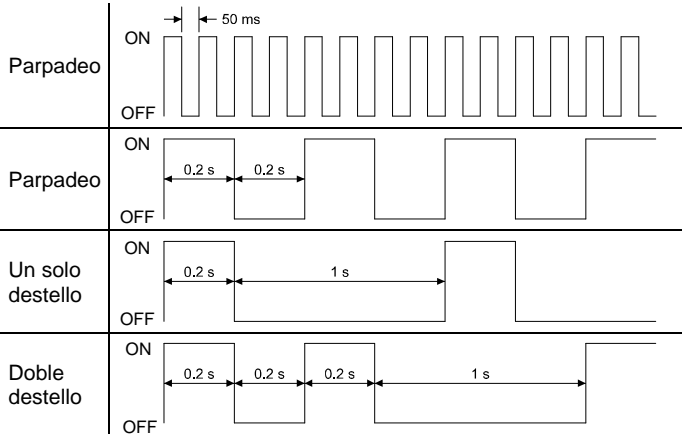 50 ms
ON
Parpadeo
OFF
ON
0.2 s 0.2 s
Parpadeo
OFF
ON
Un solo
destello
0.2 s 1 s
OFF
ON
Doble
destello
0.2 s 0.2 s 0.2 s 1 s
OFF